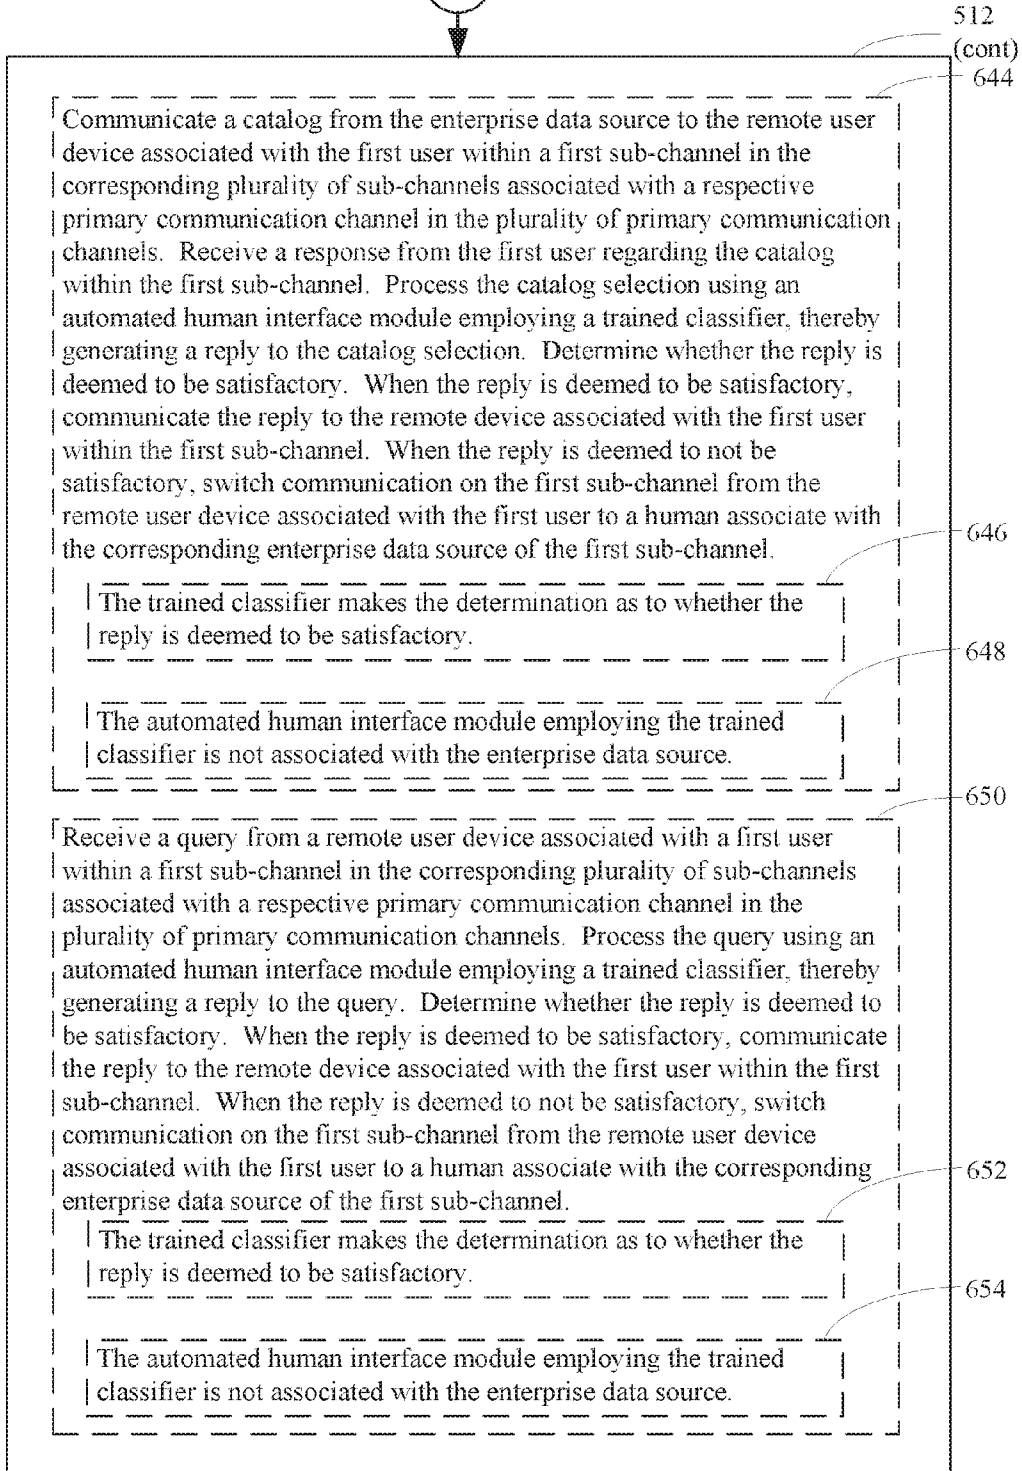 512
(cont)
644
Communicate a catalog from the enterprise data source to the remote user
device associated with the first user within a first sub-channel in the
corresponding plurality of sub-channels associated with a respective
primary communication channel in the plurality of primary communication
channels. Receive a response from the first user regarding the catalog
within the first sub-channel. Process the catalog selection using an
automated human interface module employing a trained classifier, thereby
generating a reply to the catalog selection. Determine whether the reply is
deemed to be satisfactory. When the reply is deemed to be satisfactory,
communicate the reply to the remote device associated with the first user
within the first sub-channel. When the reply is deemed to not be
satisfactory, switch communication on the first sub-channel from the
remote user device associated with the first user to a human associate with
the corresponding enterprise data source of the first sub-channel.
646
The trained classifier makes the determination as to whether the
reply is deemed to be satisfactory.
648
The automated human interface module employing the trained
classifier is not associated with the enterprise data source.
650
Receive a query from a remote user device associated with a first user
within a first sub-channel in the corresponding plurality of sub-channels
associated with a respective primary communication channel in the
plurality of primary communication channels. Process the query using an
automated human interface module employing a trained classifier, thereby
generating a reply to the query. Determine whether the reply is deemed to
be satisfactory. When the reply is deemed to be satisfactory, communicate
the reply to the remote device associated with the first user within the first
sub-channel. When the reply is deemed to not be satisfactory, switch
communication on the first sub-channel from the remote user device
associated with the first user to a human associate with the corresponding
enterprise data source of the first sub-channel.
652
The trained classifier makes the determination as to whether the
reply is deemed to be satisfactory.
654
The automated human interface module employing the trained
classifier is not associated with the enterprise data source.